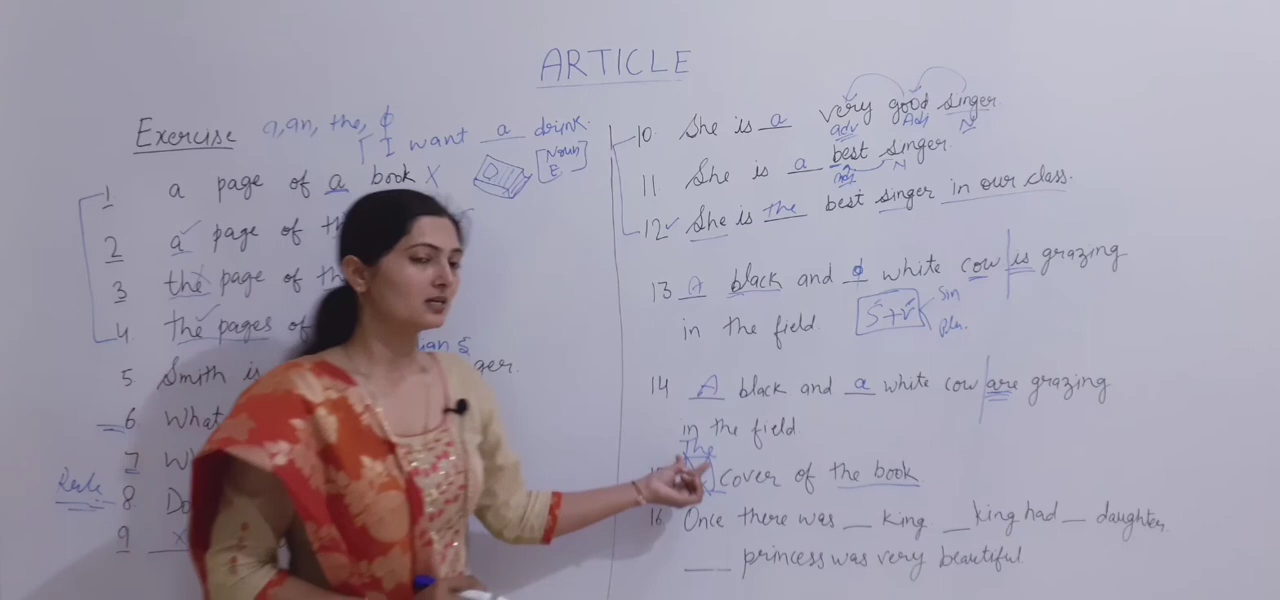 ARTICLE
Exercise a, an, the, ϕ
I want a drink.
[Noun
E]
1 a page of a book X
2 a ✓ page of th
3 the X page of th
4 the ✓ pages of
5. Smith is ger.
6. What
7
Rule
8. Do
9 X
10 She is a very good singer.
adv Adj N
11. She is a best singer.
adj N
12. ✓ She is the best singer in our class.
13. A black and ϕ white cow is grazing
in the field.
S+V Sin
Plu.
14 A black and a white cow are grazing
in the field
The
cover of the book
16 Once there was __ king. __ king had __ daughter.
___ princess was very beautiful.